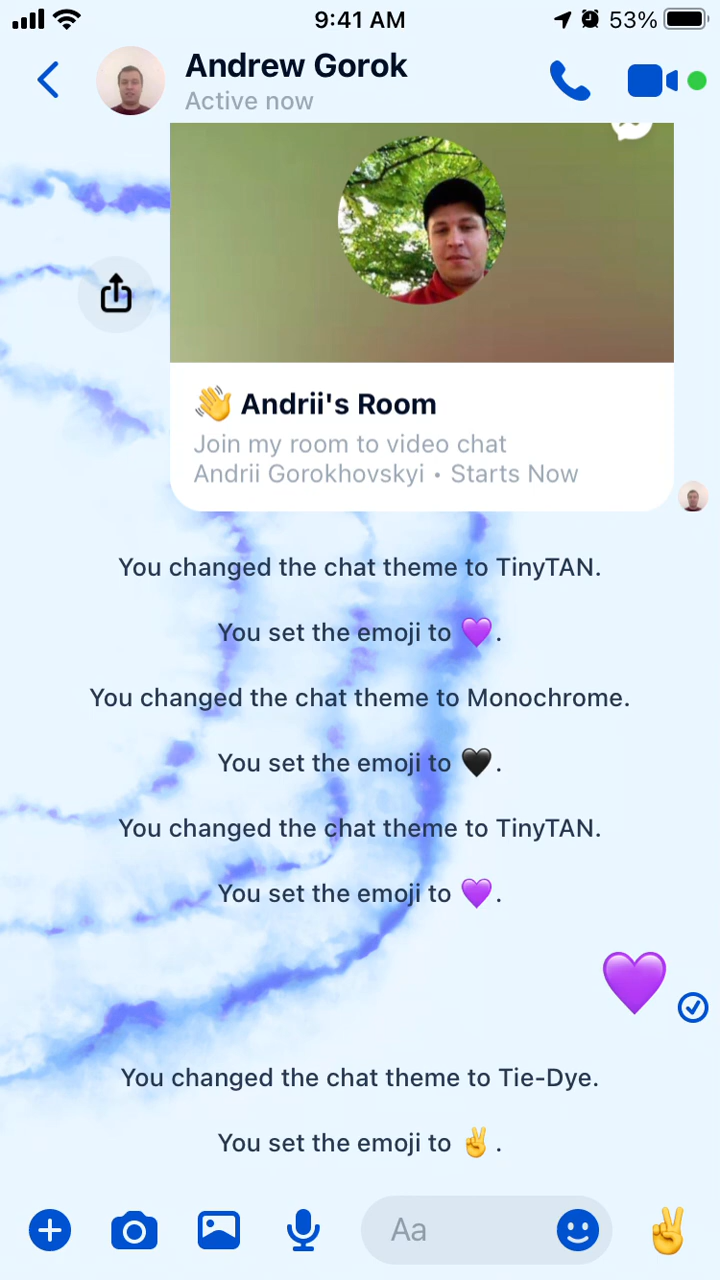 9:41 AM
53%
Andrew Gorok
Active now
👋 Andrii's Room
Join my room to video chat
Andrii Gorokhovskyi • Starts Now
You changed the chat theme to TinyTAN.
You set the emoji to 💜.
You changed the chat theme to Monochrome.
You set the emoji to 🖤.
You changed the chat theme to TinyTAN.
You set the emoji to 💜.
💜
You changed the chat theme to Tie-Dye.
You set the emoji to ✌️.
Aa